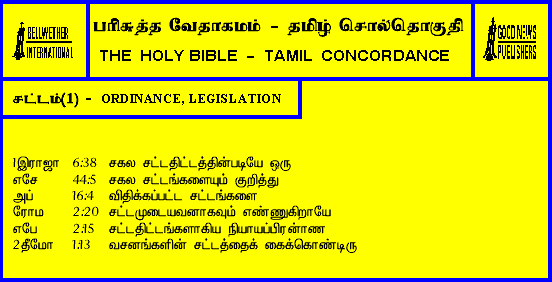 BELLWETHER
INTERNATIONAL
பரிசுத்த வேதாகமம் - தமிழ் சொல்தொகுதி
THE HOLY BIBLE - TAMIL CONCORDANCE
GOOD NEWS
PUBLISHERS
சட்டம்(1) - ORDINANCE, LEGISLATION
1இராஜா 6:38 சகல சட்டதிட்டத்தின்படியே ஒரு
எசே 44:5 சகல சட்டங்களையும் குறித்து
அப் 16:4 விதிக்கப்பட்ட சட்டங்களை
ரோம 2:20 சட்டமுடையவனாகவும் எண்ணுகிறாயே
எபே 2:15 சட்டதிட்டங்களாகிய நியாயப்பிரன்ாண
2தீமோ 1:13 வசனங்களின் சட்டத்தைக் கைக்கொண்டிரு